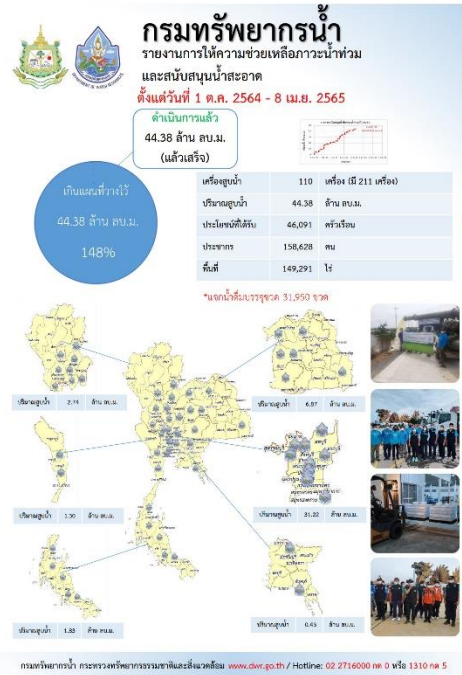 กรมทรัพยากรน้ำ
รายงานการให้ความช่วยเหลือภาวะน้ำท่วม
และสนับสนุนน้ำสะอาด
ตั้งแต่วันที่ 1 ต.ค. 2564 - 8 เม.ย. 2565
ดำเนินการแล้ว
44.38 ล้าน ลบ.ม.
(แล้วเสร็จ)
เกินแผนที่วางไว้
44.38 ล้าน ลบ.ม.
148%
เครื่องสูบน้ำ 110 เครื่อง (มี 211 เครื่อง)
ปริมาณสูบน้ำ 44.38 ล้าน ลบ.ม.
ประโยชน์ที่ได้รับ 46,091 ครัวเรือน
ประชากร 158,628 คน
พื้นที่ 149,291 ไร่
*แจกน้ำดื่มบรรจุขวด 31,950 ขวด
ปริมาณสูบน้ำ 2.74 ล้าน ลบ.ม.
ปริมาณสูบน้ำ 6.87 ล้าน ลบ.ม.
ปริมาณสูบน้ำ 1.30 ล้าน ลบ.ม.
ปริมาณสูบน้ำ 31.22 ล้าน ลบ.ม.
ปริมาณสูบน้ำ 1.83 ล้าน ลบ.ม.
ปริมาณสูบน้ำ 0.45 ล้าน ลบ.ม.
กรมทรัพยากรน้ำ กระทรวงทรัพยากรธรรมชาติและสิ่งแวดล้อม www.dwr.go.th / Hotline: 02 2716000 กด 0 หรือ 1310 กด 5